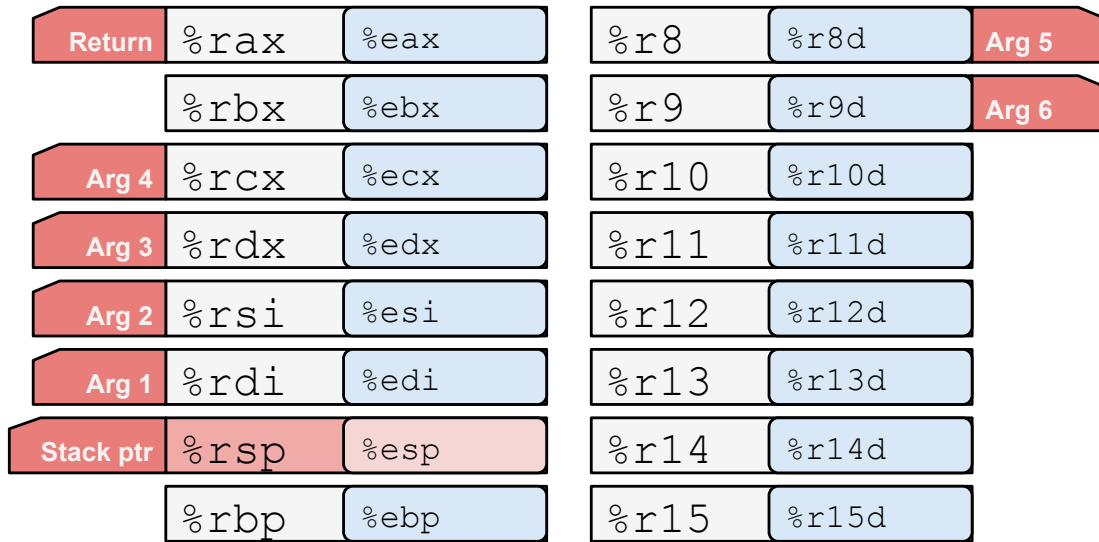 Return %rax %eax %r8 %r8d Arg 5
%rbx %ebx %r9 %r9d Arg 6
Arg 4 %rcx %ecx %r10 %r10d
Arg 3 %rdx %edx %r11 %r11d
Arg 2 %rsi %esi %r12 %r12d
Arg 1 %rdi %edi %r13 %r13d
Stack ptr %rsp %esp %r14 %r14d
%rbp %ebp %r15 %r15d